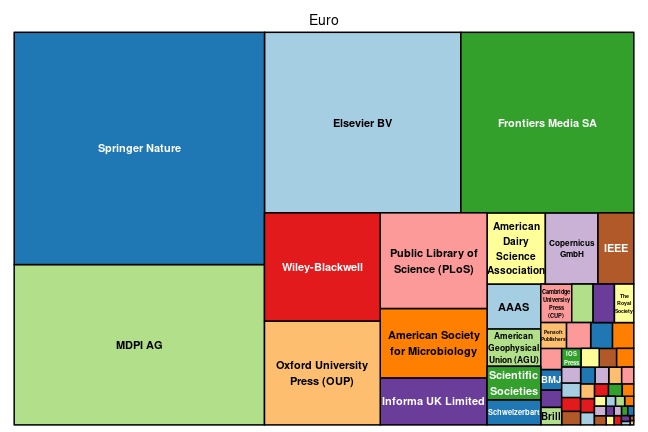 Euro
Springer Nature
Elsevier BV
Frontiers Media SA
MDPI AG
Wiley-Blackwell
Oxford University
Press (OUP)
Public Library of
Science (PLoS)
American Society
for Microbiology
Informa UK Limited
American
Dairy
Science
Association
Copernicus
GmbH
IEEE
AAAS
American
Geophysical
Union (AGU)
Scientific
Societies
Schweizerbart
Cambridge
University
Press
(CUP)
The
Royal
Society
Pensoft
Publishers
IOS
Press
BMJ
Brill